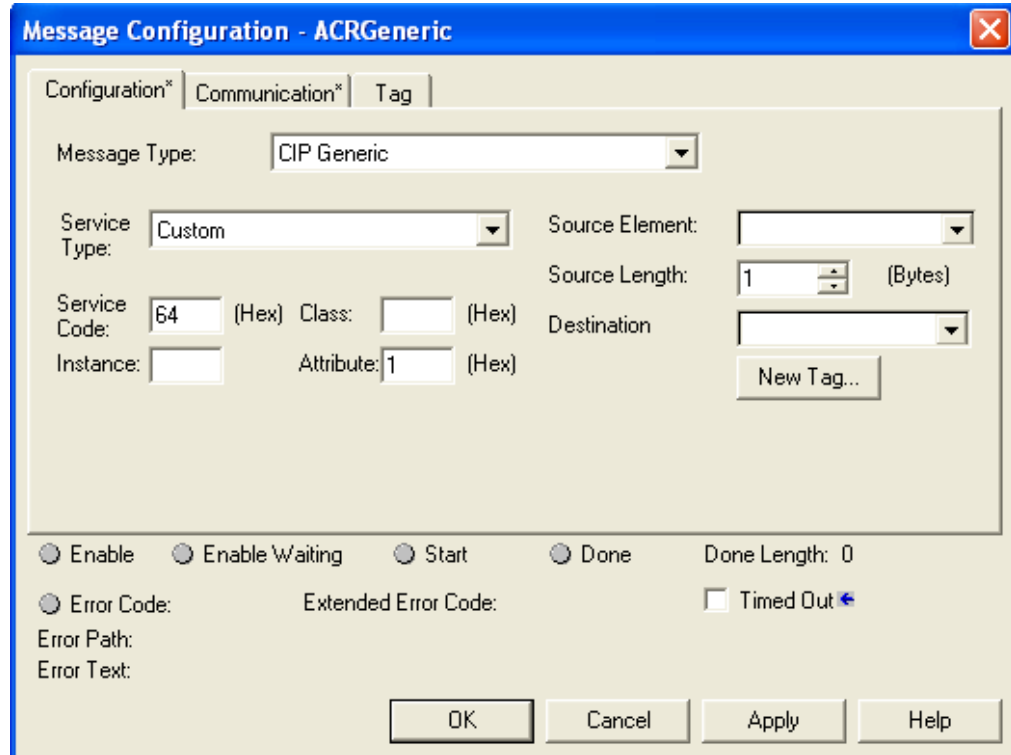 Message Configuration - ACRGeneric
Configuration* Communication* Tag
Message Type: CIP Generic
Service Type: Custom Source Element:
Source Length: 1 (Bytes)
Service Code: 64 (Hex) Class: (Hex) Destination
Instance: Attribute: 1 (Hex) New Tag...
Enable Enable Waiting Start Done Done Length: 0
Error Code: Extended Error Code: Timed Out
Error Path:
Error Text:
OK Cancel Apply Help